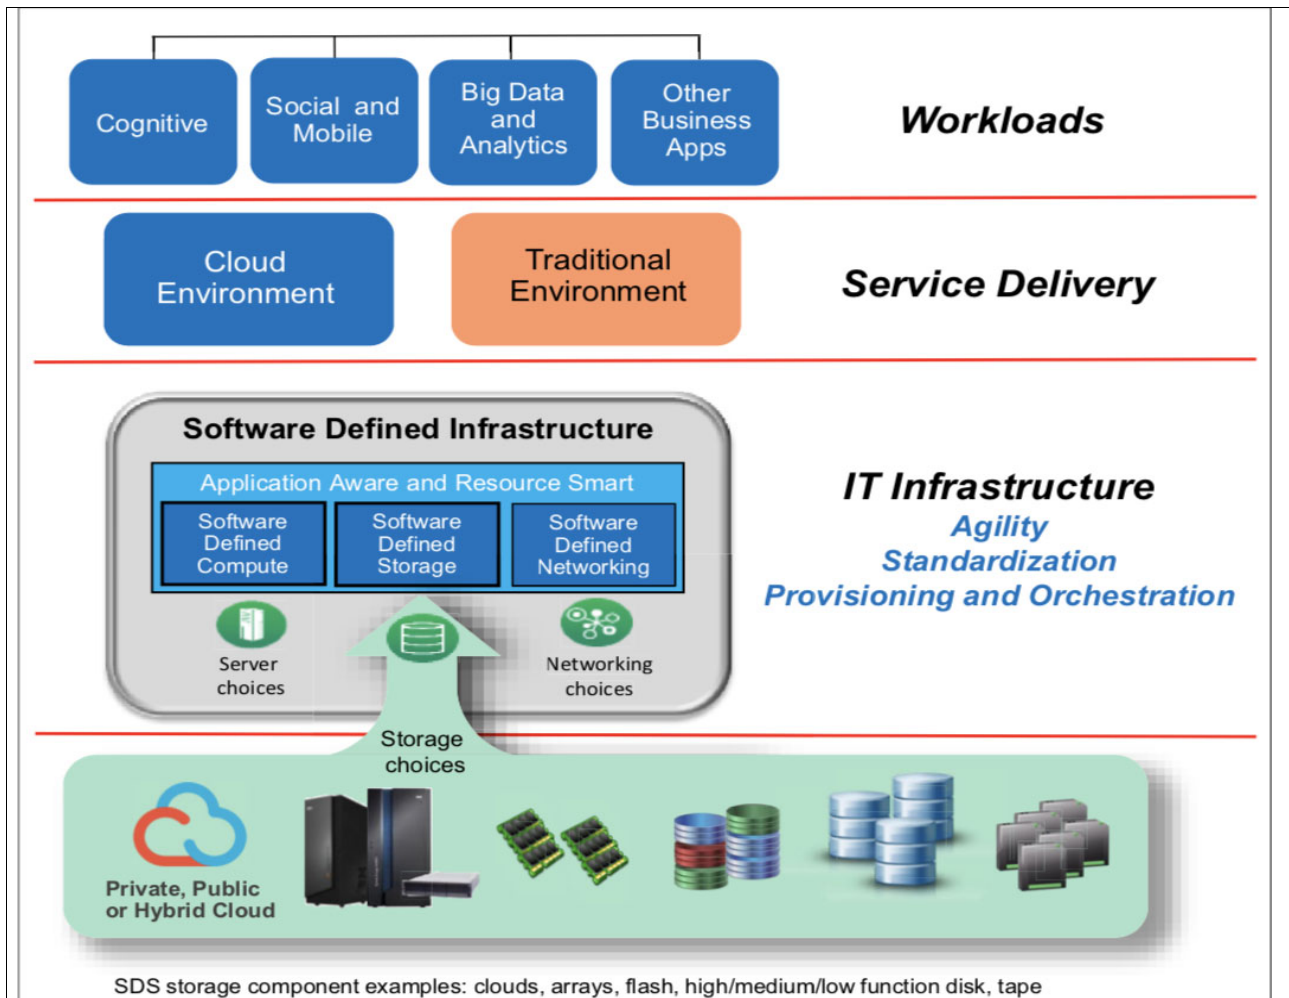 Cognitive
Social and
Mobile
Big Data
and
Analytics
Other
Business
Apps
Workloads
Cloud
Environment
Traditional
Environment
Service Delivery
Software Defined Infrastructure
Application Aware and Resource Smart
Software
Defined
Compute
Software
Defined
Storage
Software
Defined
Networking
Server
choices
Networking
choices
IT Infrastructure
Agility
Standardization
Provisioning and Orchestration
Storage
choices
Private, Public
or Hybrid Cloud
SDS storage component examples: clouds, arrays, flash, high/medium/low function disk, tape